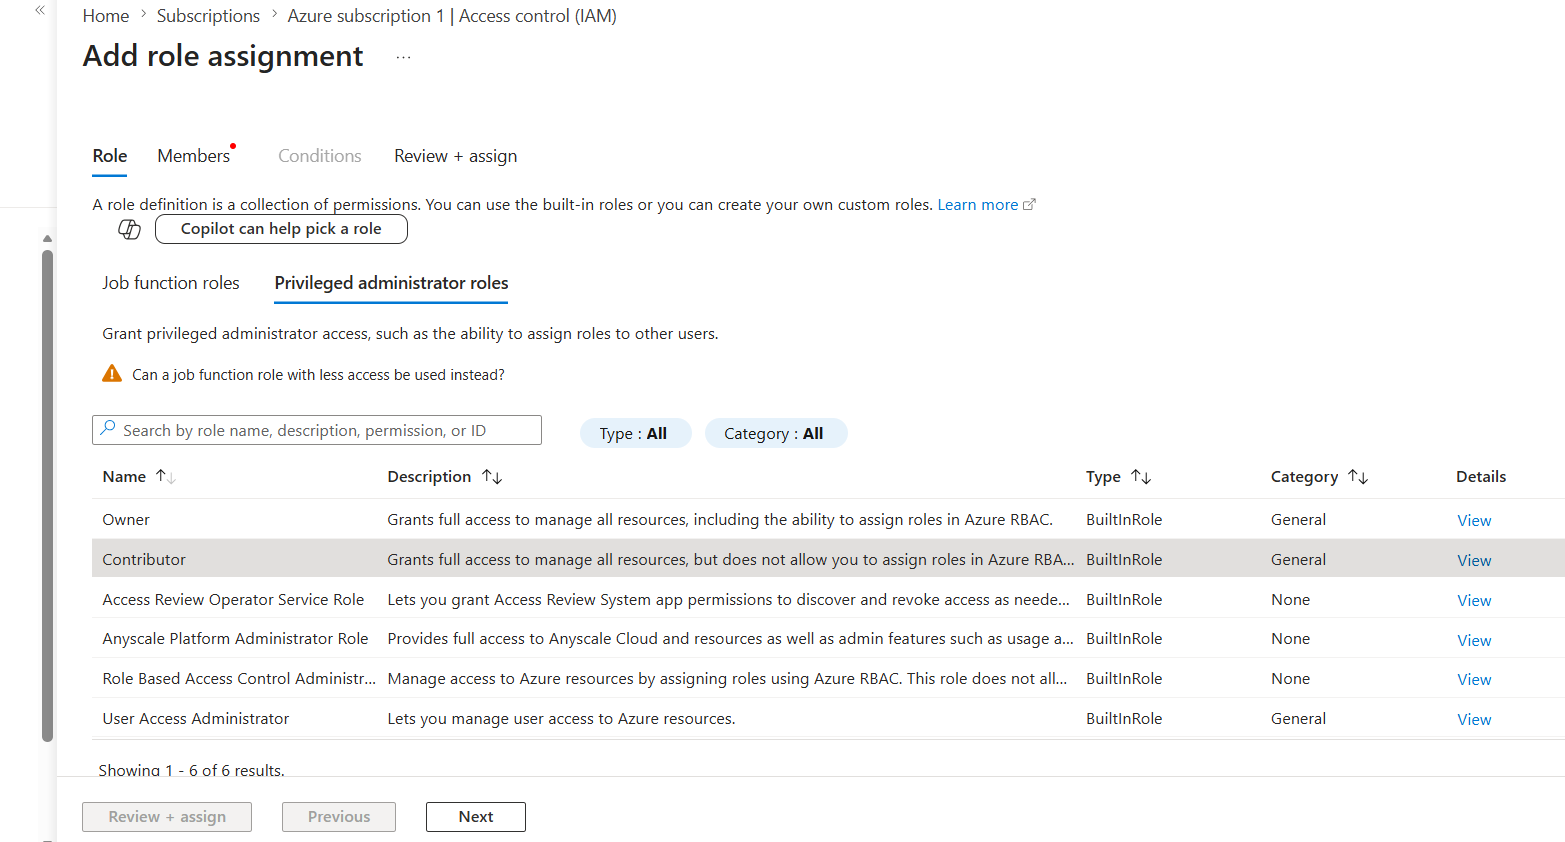 Home > Subscriptions > Azure subscription 1 | Access control (IAM)
Add role assignment ...
Role Members Conditions Review + assign
A role definition is a collection of permissions. You can use the built-in roles or you can create your own custom roles. Learn more
Copilot can help pick a role
Job function roles Privileged administrator roles
Grant privileged administrator access, such as the ability to assign roles to other users.
Can a job function role with less access be used instead?
Search by role name, description, permission, or ID Type : All Category : All
Name ↑↓ Description ↑↓ Type ↑↓ Category ↑↓ Details
Owner Grants full access to manage all resources, including the ability to assign roles in Azure RBAC. BuiltInRole General View
Contributor Grants full access to manage all resources, but does not allow you to assign roles in Azure RBA... BuiltInRole General View
Access Review Operator Service Role Lets you grant Access Review System app permissions to discover and revoke access as neede... BuiltInRole None View
Anyscale Platform Administrator Role Provides full access to Anyscale Cloud and resources as well as admin features such as usage a... BuiltInRole None View
Role Based Access Control Administr... Manage access to Azure resources by assigning roles using Azure RBAC. This role does not all... BuiltInRole None View
User Access Administrator Lets you manage user access to Azure resources. BuiltInRole General View
Showing 1 - 6 of 6 results.
Review + assign Previous Next